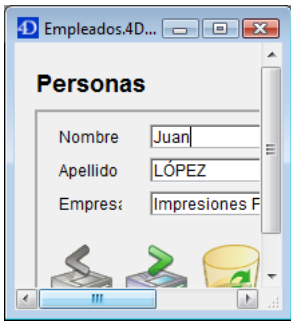 Empleados.4D...
Personas
Nombre Juan
Apellido LÓPEZ
Empresa Impresiones F